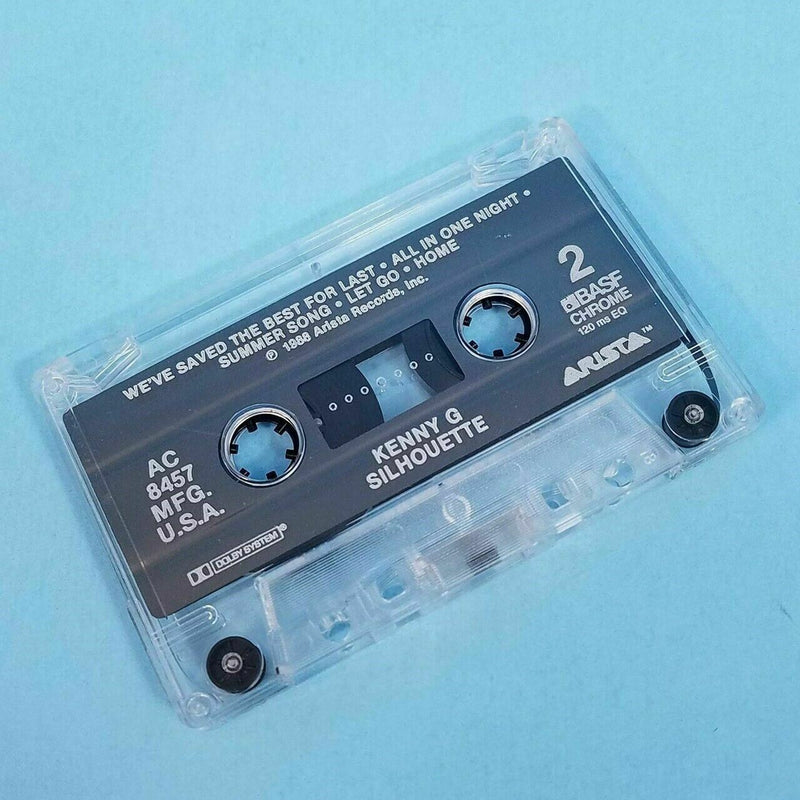 WE'VE SAVED THE BEST FOR LAST • ALL IN ONE NIGHT •
SUMMER SONG • LET GO • HOME
℗ 1988 Arista Records, Inc.
2
BASF
CHROME
120 ms EQ
ARISTA™
AC
8457
MFG.
U.S.A.
KENNY G
SILHOUETTE
DOLBY SYSTEM®